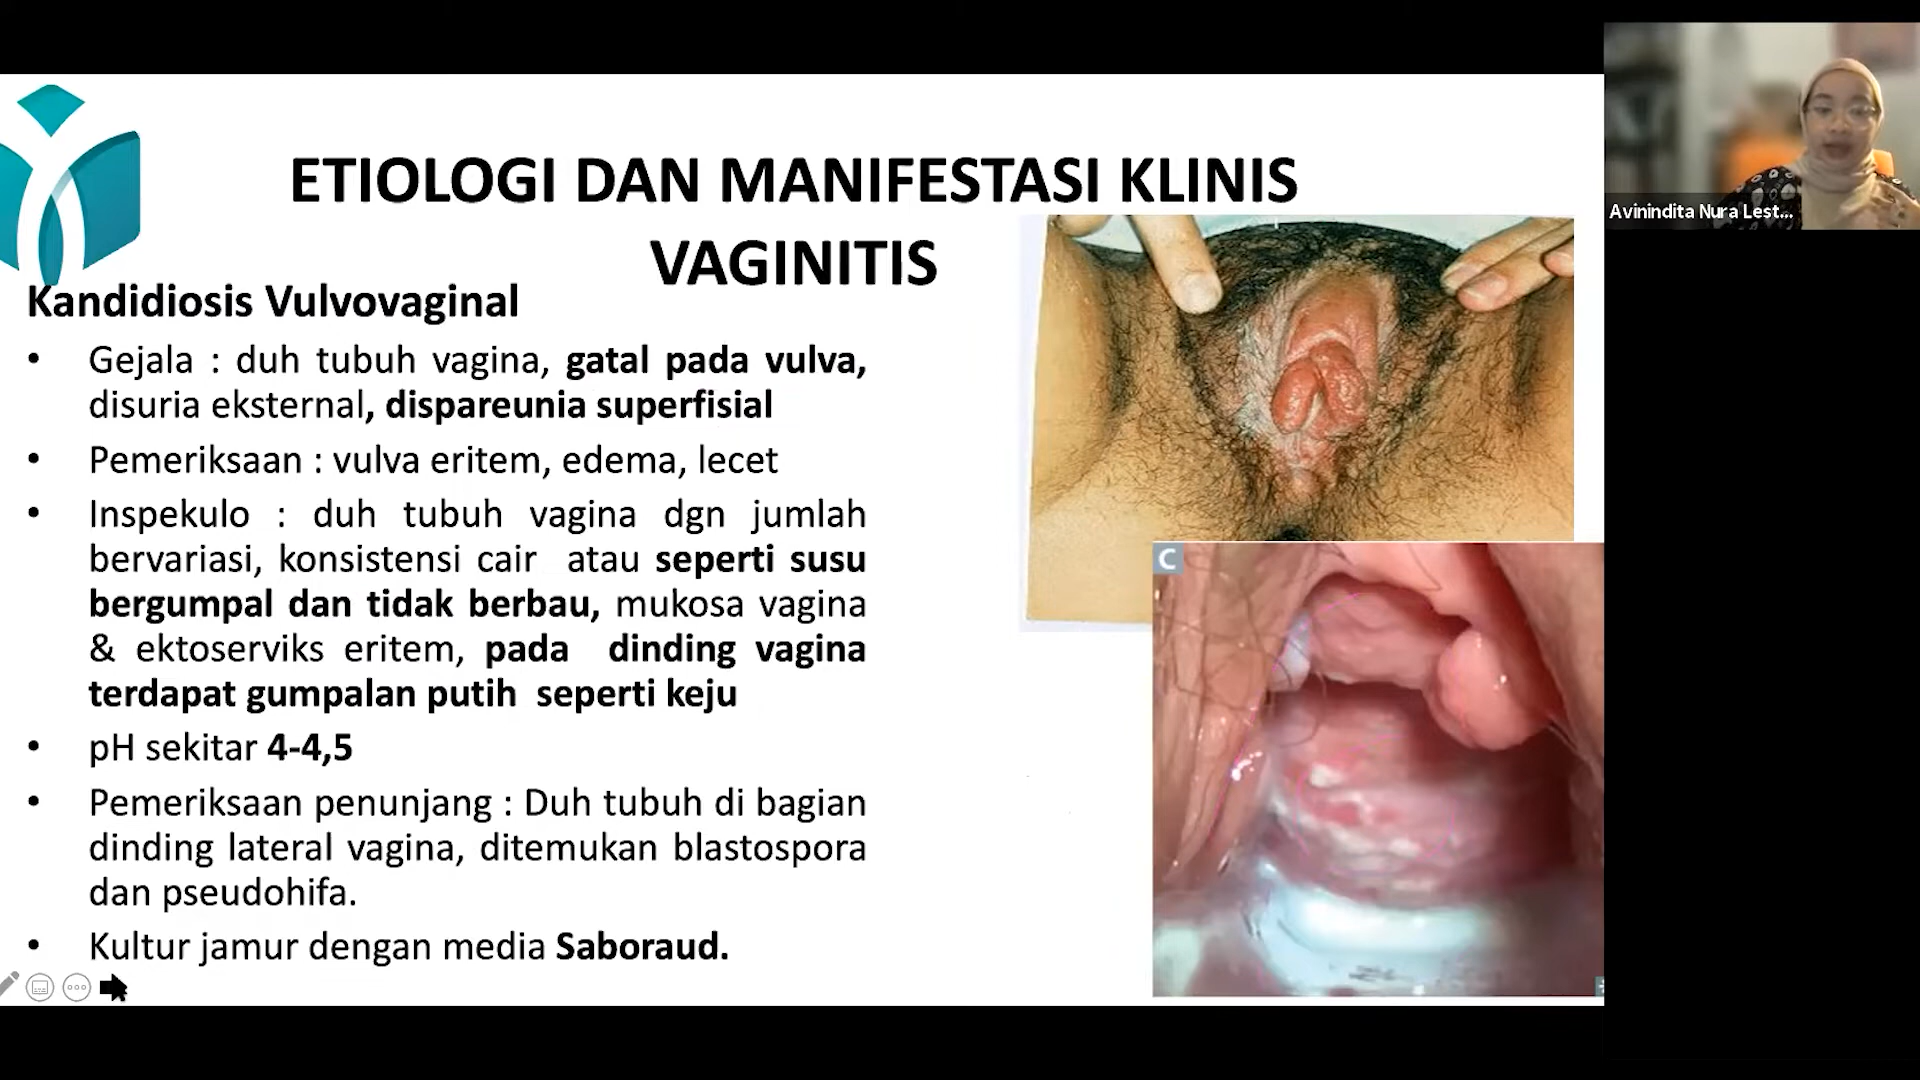 ETIOLOGI DAN MANIFESTASI KLINIS
VAGINITIS
Kandidiosis Vulvovaginal
• Gejala : duh tubuh vagina, gatal pada vulva,
disuria eksternal, dispareunia superfisial
• Pemeriksaan : vulva eritem, edema, lecet
• Inspekulo : duh tubuh vagina dgn jumlah
bervariasi, konsistensi cair atau seperti susu
bergumpal dan tidak berbau, mukosa vagina
& ektoserviks eritem, pada dinding vagina
terdapat gumpalan putih seperti keju
• pH sekitar 4-4,5
• Pemeriksaan penunjang : Duh tubuh di bagian
dinding lateral vagina, ditemukan blastospora
dan pseudohifa.
• Kultur jamur dengan media Saboraud.
C
Avinindita Nura Lest...